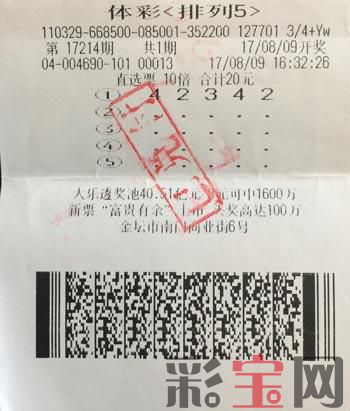 体彩<排列5>
110329-668500-085001-352200 127701 3/4+Yw
第 17214期 共1期 17/08/09开奖
04-004690-101 00013 17/08/09 16:32:26
直选票 10倍 合计20元
① 4 2 3 4 2
② . . . . .
③ . . . . .
④ . . . . .
⑤ . . . . .
已兑
大乐透奖池40.51亿元 元可中1600万
新票“富贵有余”上市 奖高达100万
金坛市南门商业街6号
彩宝网